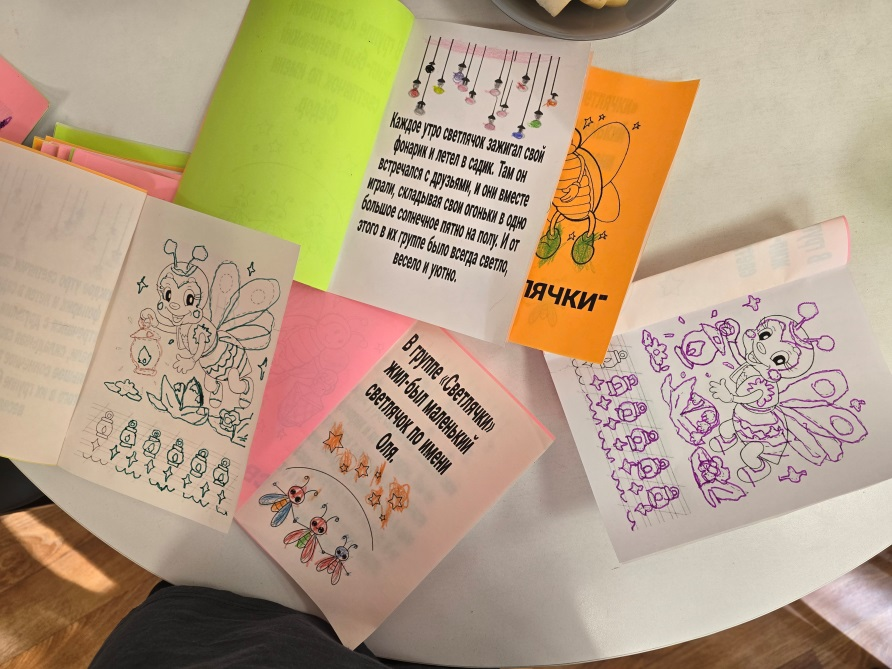 Каждое утро светлячок зажигал свой
фонарик и летел в садик. Там он
встречался с друзьями, и они вместе
играли, складывая свои огоньки в одно
большое солнечное пятно на полу. И от
этого в их группе было всегда светло,
весело и уютно.
ЛЯЧКИ"
В группе «Светлячки»
жил-был маленький
светлячок по имени
Оля.